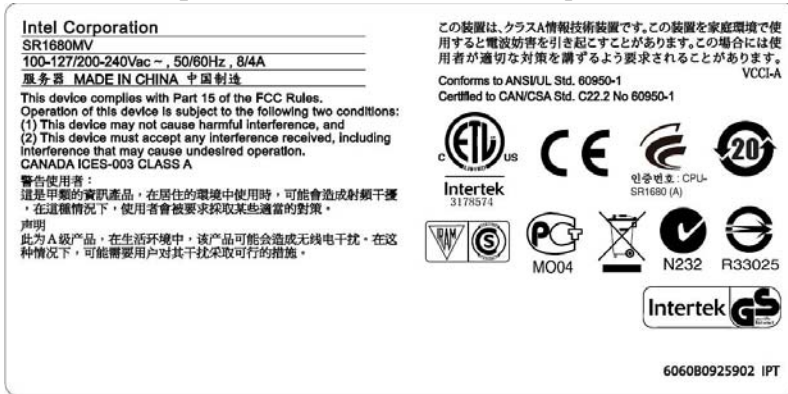 Intel Corporation
SR1680MV
100-127/200-240Vac ~ , 50/60Hz , 8/4A
服务器 MADE IN CHINA 中国制造
This device complies with Part 15 of the FCC Rules.
Operation of this device is subject to the following two conditions:
(1) This device may not cause harmful interference, and
(2) This device must accept any interference received, including
interference that may cause undesired operation.
CANADA ICES-003 CLASS A
警告使用者：
這是甲類的資訊產品，在居住的環境中使用時，可能會造成射頻干擾
，在這種情況下，使用者會被要求採取某些適當的對策。
声明
此为A级产品，在生活环境中，该产品可能会造成无线电干扰。在这
种情况下，可能需要用户对其干扰采取可行的措施。
この装置は、クラスA情報技術装置です。この装置を家庭環境で使
用すると電波妨害を引き起こすことがあります。この場合には使
用者が適切な対策を講ずるよう要求されることがあります。
VCCI-A
Conforms to ANSI/UL Std. 60950-1
Certified to CAN/CSA Std. C22.2 No 60950-1
ETL
C US
Intertek
3178574
CE
인증번호 : CPU-
SR1680 (A)
20
IRAM
S
PCT
MO04
N232
R33025
Intertek GS
6060B0925902 IPT